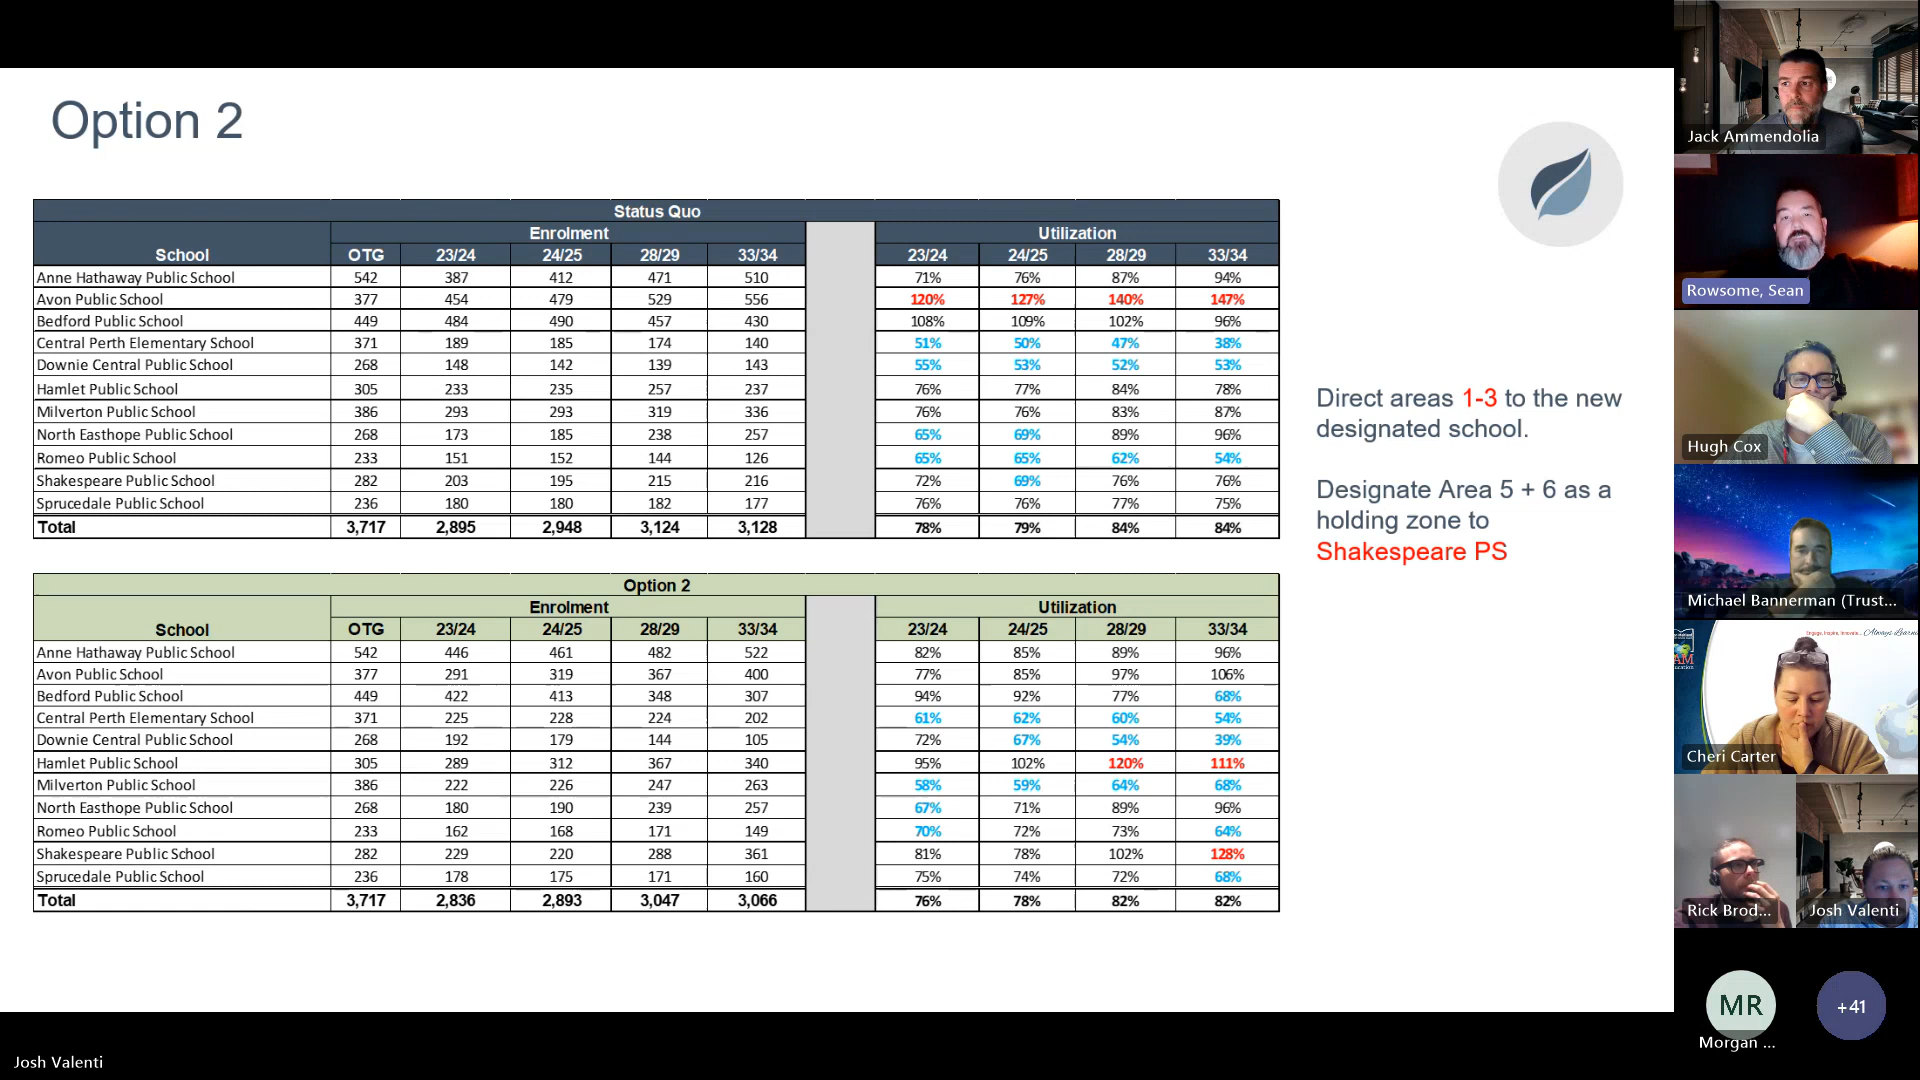 Option 2
Status Quo
Enrolment Utilization
School OTG 23/24 24/25 28/29 33/34 23/24 24/25 28/29 33/34
Anne Hathaway Public School 542 387 412 471 510 71% 76% 87% 94%
Avon Public School 377 454 479 529 556 120% 127% 140% 147%
Bedford Public School 449 484 490 457 430 108% 109% 102% 96%
Central Perth Elementary School 371 189 185 174 140 51% 50% 47% 38%
Downie Central Public School 268 148 142 139 143 55% 53% 52% 53%
Hamlet Public School 305 233 235 257 237 76% 77% 84% 78%
Milverton Public School 386 293 293 319 336 76% 76% 83% 87%
North Easthope Public School 268 173 185 238 257 65% 69% 89% 96%
Romeo Public School 233 151 152 144 126 65% 65% 62% 54%
Shakespeare Public School 282 203 195 215 216 72% 69% 76% 76%
Sprucedale Public School 236 180 180 182 177 76% 76% 77% 75%
Total 3,717 2,895 2,948 3,124 3,128 78% 79% 84% 84%
Option 2
Enrolment Utilization
School OTG 23/24 24/25 28/29 33/34 23/24 24/25 28/29 33/34
Anne Hathaway Public School 542 446 461 482 522 82% 85% 89% 96%
Avon Public School 377 291 319 367 400 77% 85% 97% 106%
Bedford Public School 449 422 413 348 307 94% 92% 77% 68%
Central Perth Elementary School 371 225 228 224 202 61% 62% 60% 54%
Downie Central Public School 268 192 179 144 105 72% 67% 54% 39%
Hamlet Public School 305 289 312 367 340 95% 102% 120% 111%
Milverton Public School 386 222 226 247 263 58% 59% 64% 68%
North Easthope Public School 268 180 190 239 257 67% 71% 89% 96%
Romeo Public School 233 162 168 171 149 70% 72% 73% 64%
Shakespeare Public School 282 229 220 288 361 81% 78% 102% 128%
Sprucedale Public School 236 178 175 171 160 75% 74% 72% 68%
Total 3,717 2,836 2,893 3,047 3,066 76% 78% 82% 82%
Direct areas 1-3 to the new
designated school.
Designate Area 5 + 6 as a
holding zone to
Shakespeare PS
Jack Ammendolia
Rowsome, Sean
Hugh Cox
Michael Bannerman (Trust...
Cheri Carter
Rick Brod...
Josh Valenti
MR
Morgan ...
+41
Josh Valenti